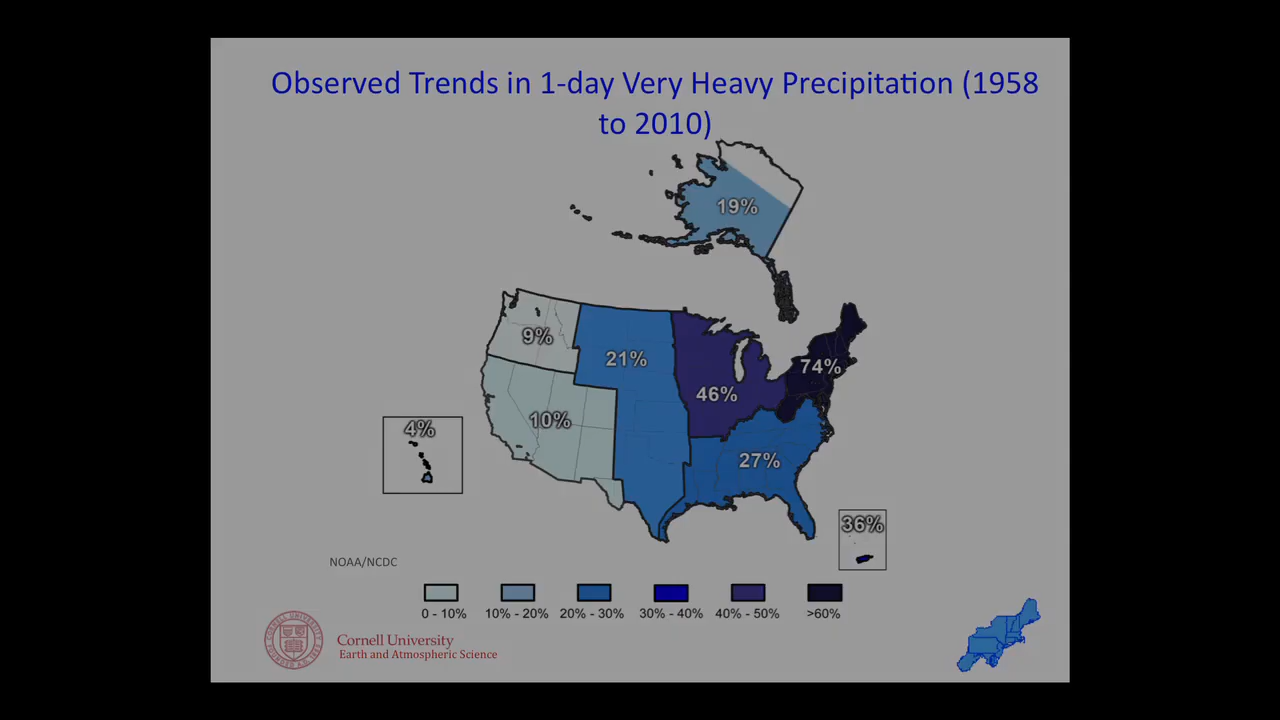 Observed Trends in 1-day Very Heavy Precipitation (1958
to 2010)
19%
9%
21%
74%
46%
10%
4%
27%
36%
NOAA/NCDC
0 - 10%
10% - 20%
20% - 30%
30% - 40%
40% - 50%
>60%
Cornell University
Earth and Atmospheric Science